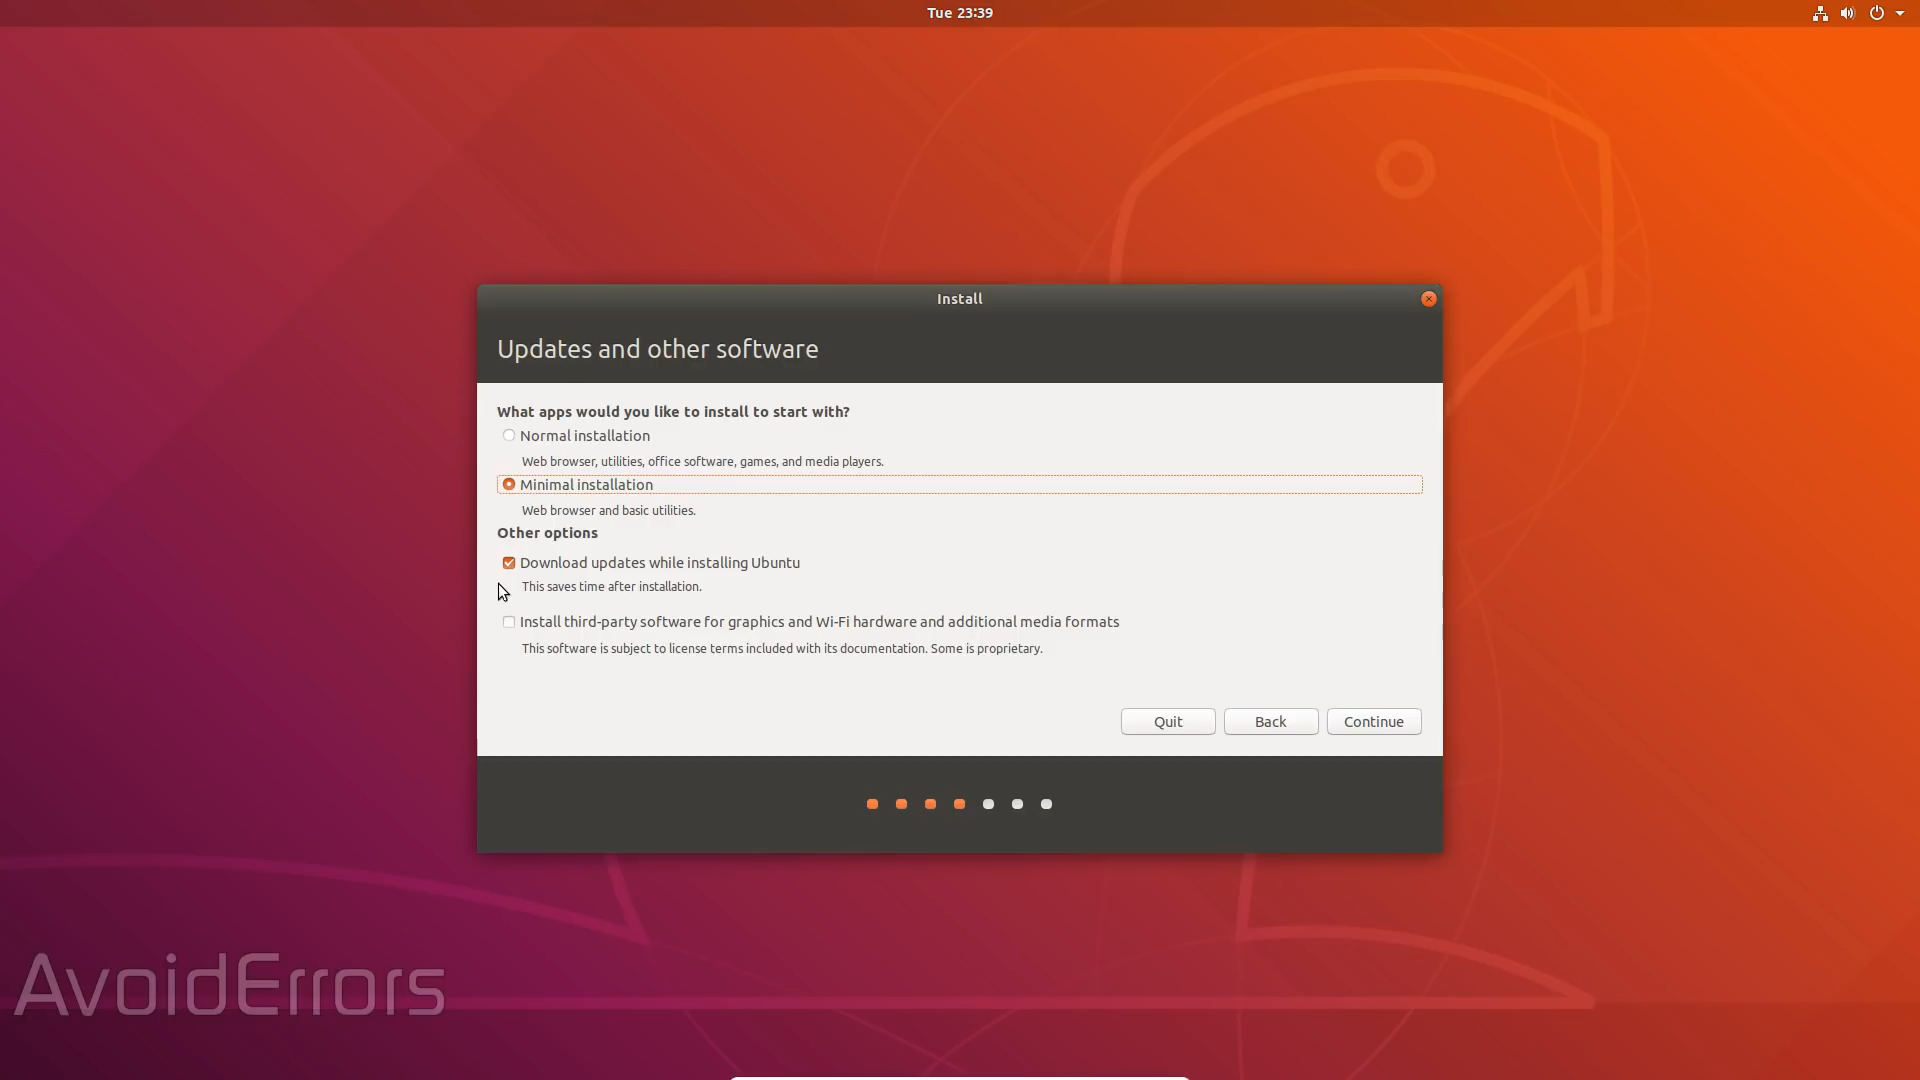 Tue 23:39
Install
Updates and other software
What apps would you like to install to start with?
Normal installation
Web browser, utilities, office software, games, and media players.
Minimal installation
Web browser and basic utilities.
Other options
Download updates while installing Ubuntu
This saves time after installation.
Install third-party software for graphics and Wi-Fi hardware and additional media formats
This software is subject to license terms included with its documentation. Some is proprietary.
Quit Back Continue
AvoidErrors